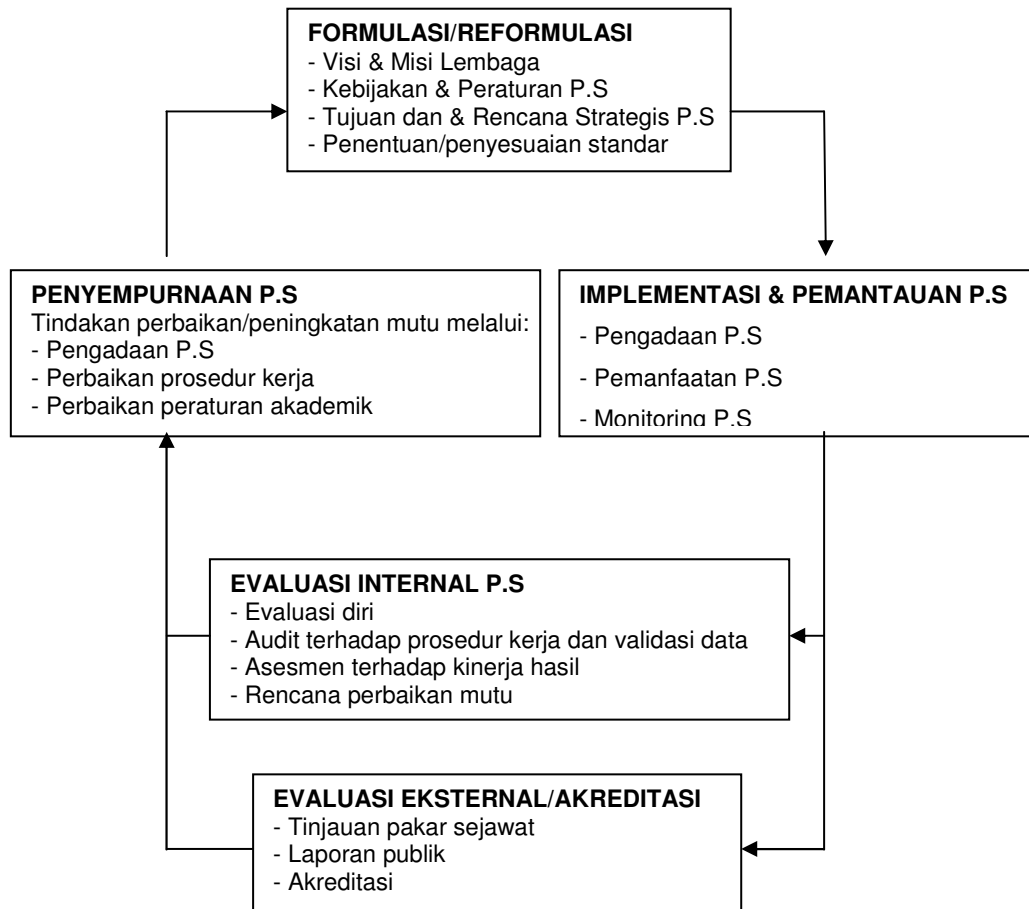 FORMULASI/REFORMULASI
- Visi & Misi Lembaga
- Kebijakan & Peraturan P.S
- Tujuan dan & Rencana Strategis P.S
- Penentuan/penyesuaian standar
PENYEMPURNAAN P.S
Tindakan perbaikan/peningkatan mutu melalui:
- Pengadaan P.S
- Perbaikan prosedur kerja
- Perbaikan peraturan akademik
IMPLEMENTASI & PEMANTAUAN P.S
- Pengadaan P.S
- Pemanfaatan P.S
- Monitoring P.S
EVALUASI INTERNAL P.S
- Evaluasi diri
- Audit terhadap prosedur kerja dan validasi data
- Asesmen terhadap kinerja hasil
- Rencana perbaikan mutu
EVALUASI EKSTERNAL/AKREDITASI
- Tinjauan pakar sejawat
- Laporan publik
- Akreditasi